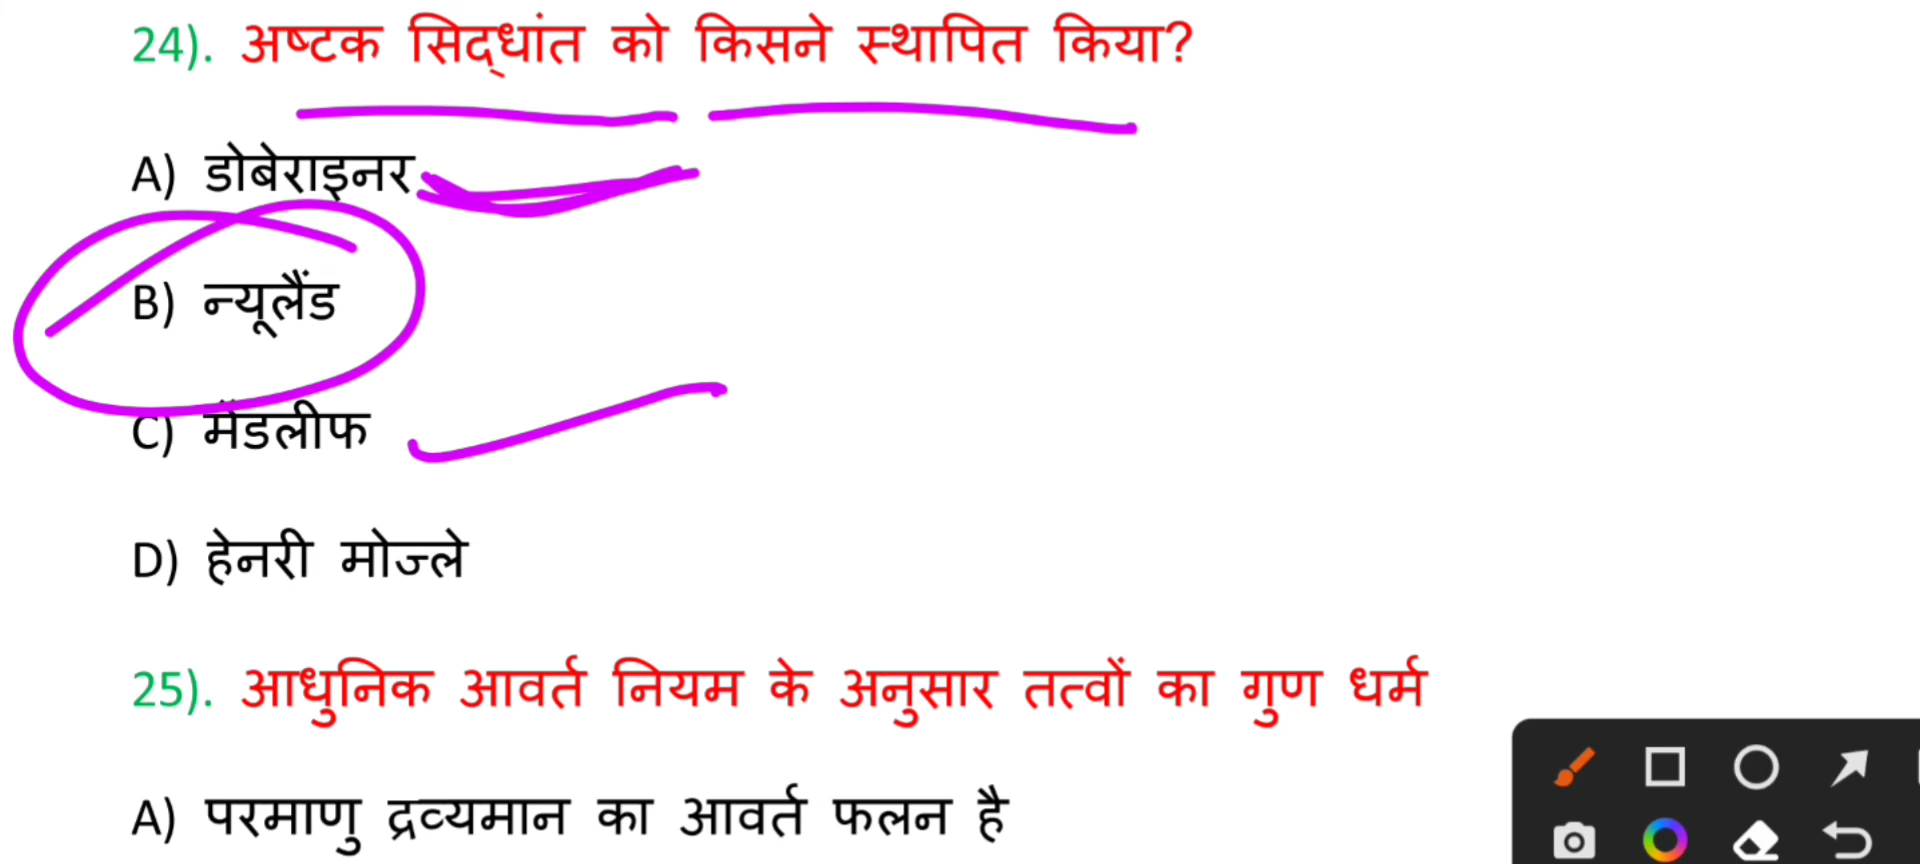 24). अष्टक सिद्धांत को किसने स्थापित किया?
A) डोबेराइनर
B) न्यूलैंड
C) मेंडलीफ
D) हेनरी मोज्ले
25). आधुनिक आवर्त नियम के अनुसार तत्वों का गुण धर्म
A) परमाणु द्रव्यमान का आवर्त फलन है